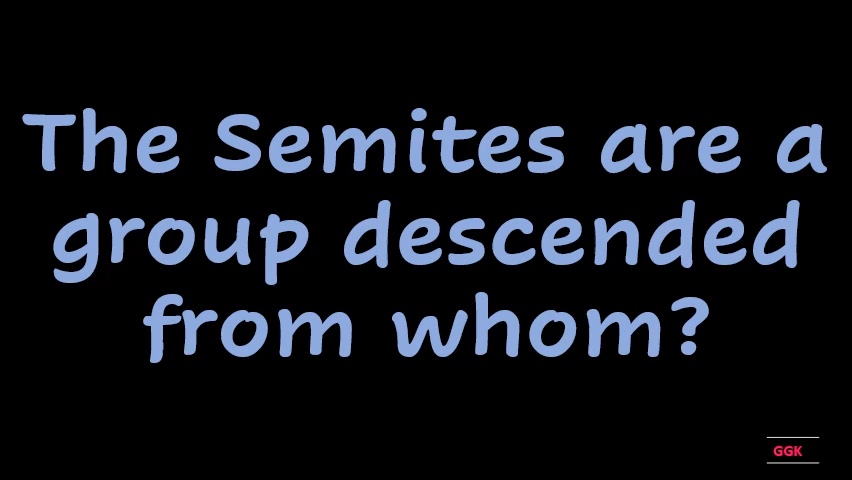 The Semites are a
group descended
from whom?
GGK